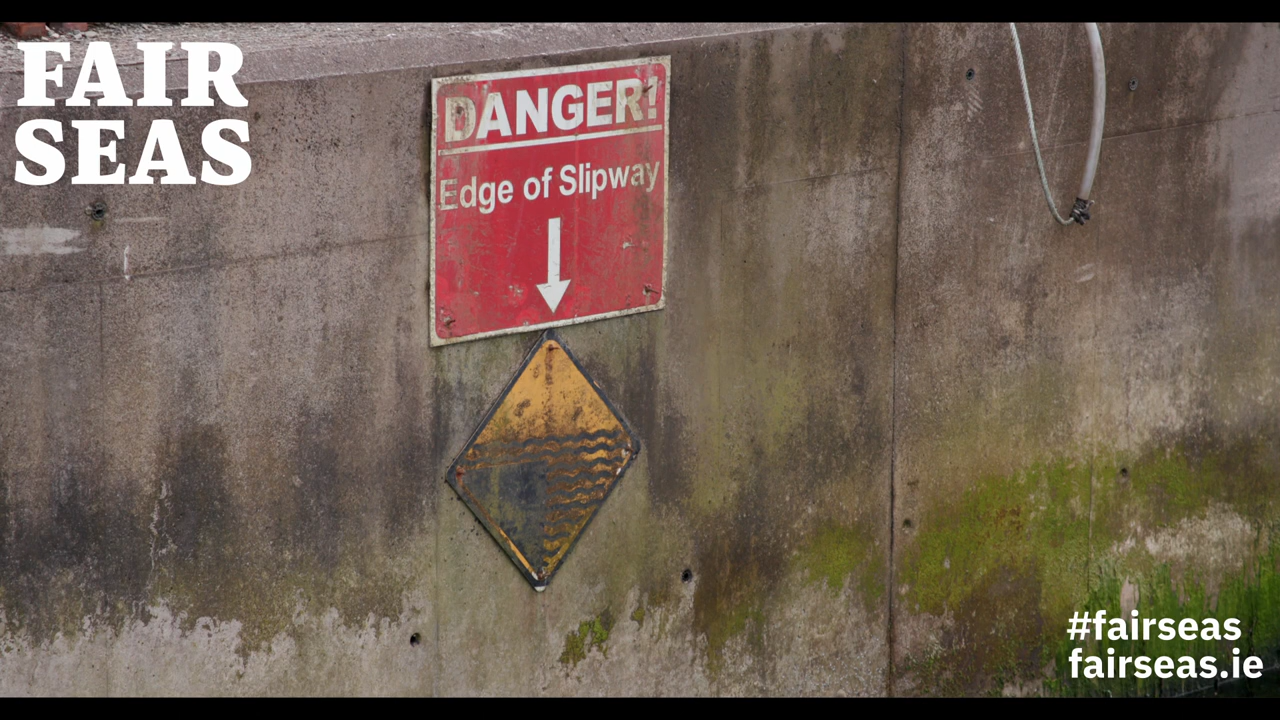 FAIR
SEAS
DANGER!
Edge of Slipway
#fairseas
fairseas.ie